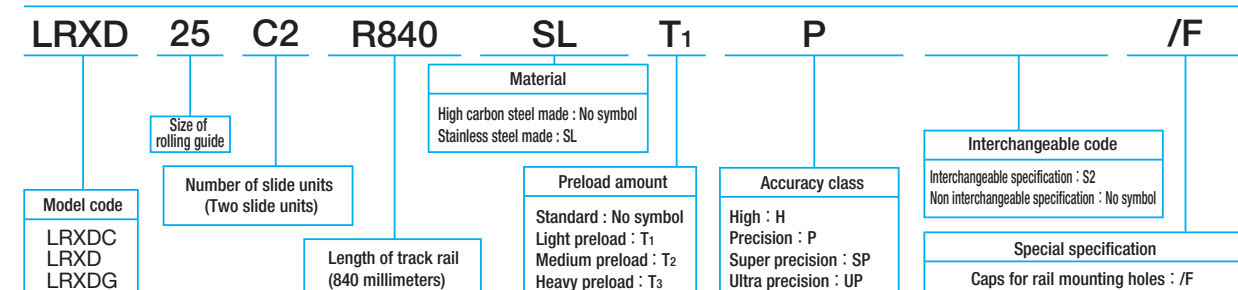 LRXD 25 C2 R840 SL T1 P /F
Material
High carbon steel made : No symbol
Stainless steel made : SL
Size of
rolling guide
Interchangeable code
Interchangeable specification : S2
Non interchangeable specification : No symbol
Number of slide units
(Two slide units)
Preload amount
Standard : No symbol
Light preload : T1
Medium preload : T2
Heavy preload : T3
Accuracy class
High : H
Precision : P
Super precision : SP
Ultra precision : UP
Model code
LRXDC
LRXD
LRXDG
Length of track rail
(840 millimeters)
Special specification
Caps for rail mounting holes : /F